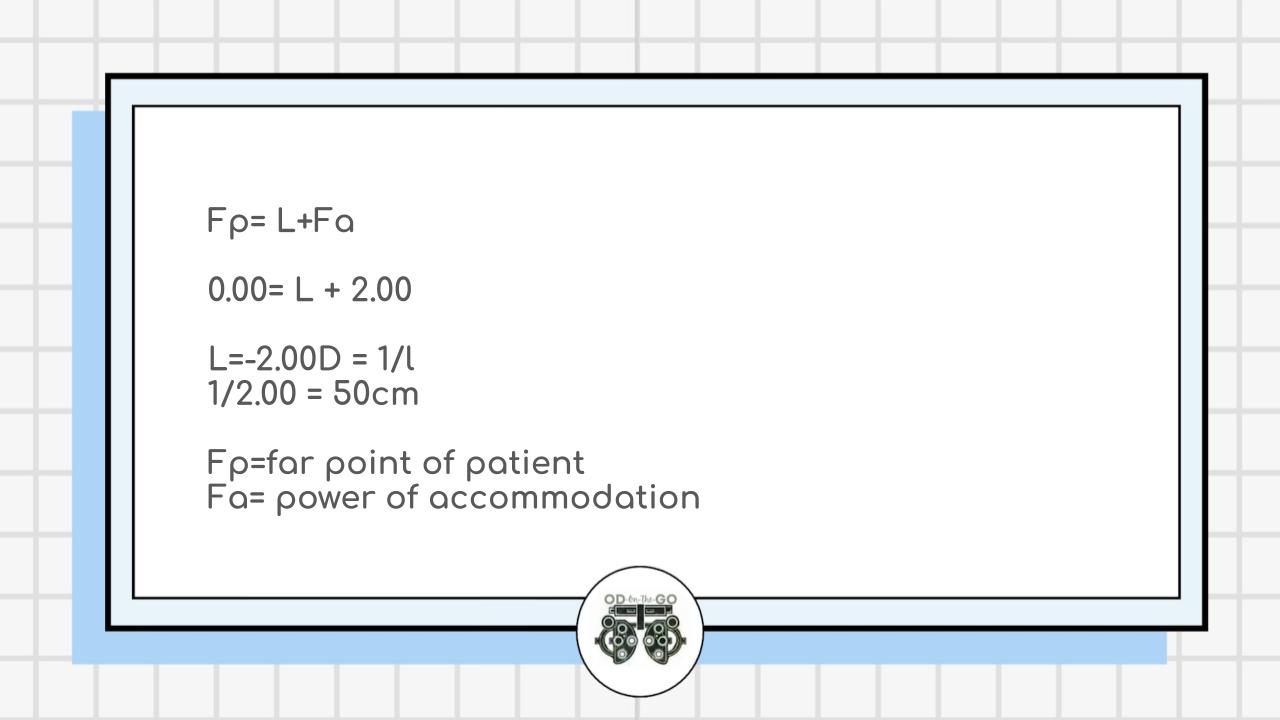 Fp= L+Fa
0.00= L + 2.00
L=-2.00D = 1/l
1/2.00 = 50cm
Fp=far point of patient
Fa= power of accommodation
OD-On-The-GO